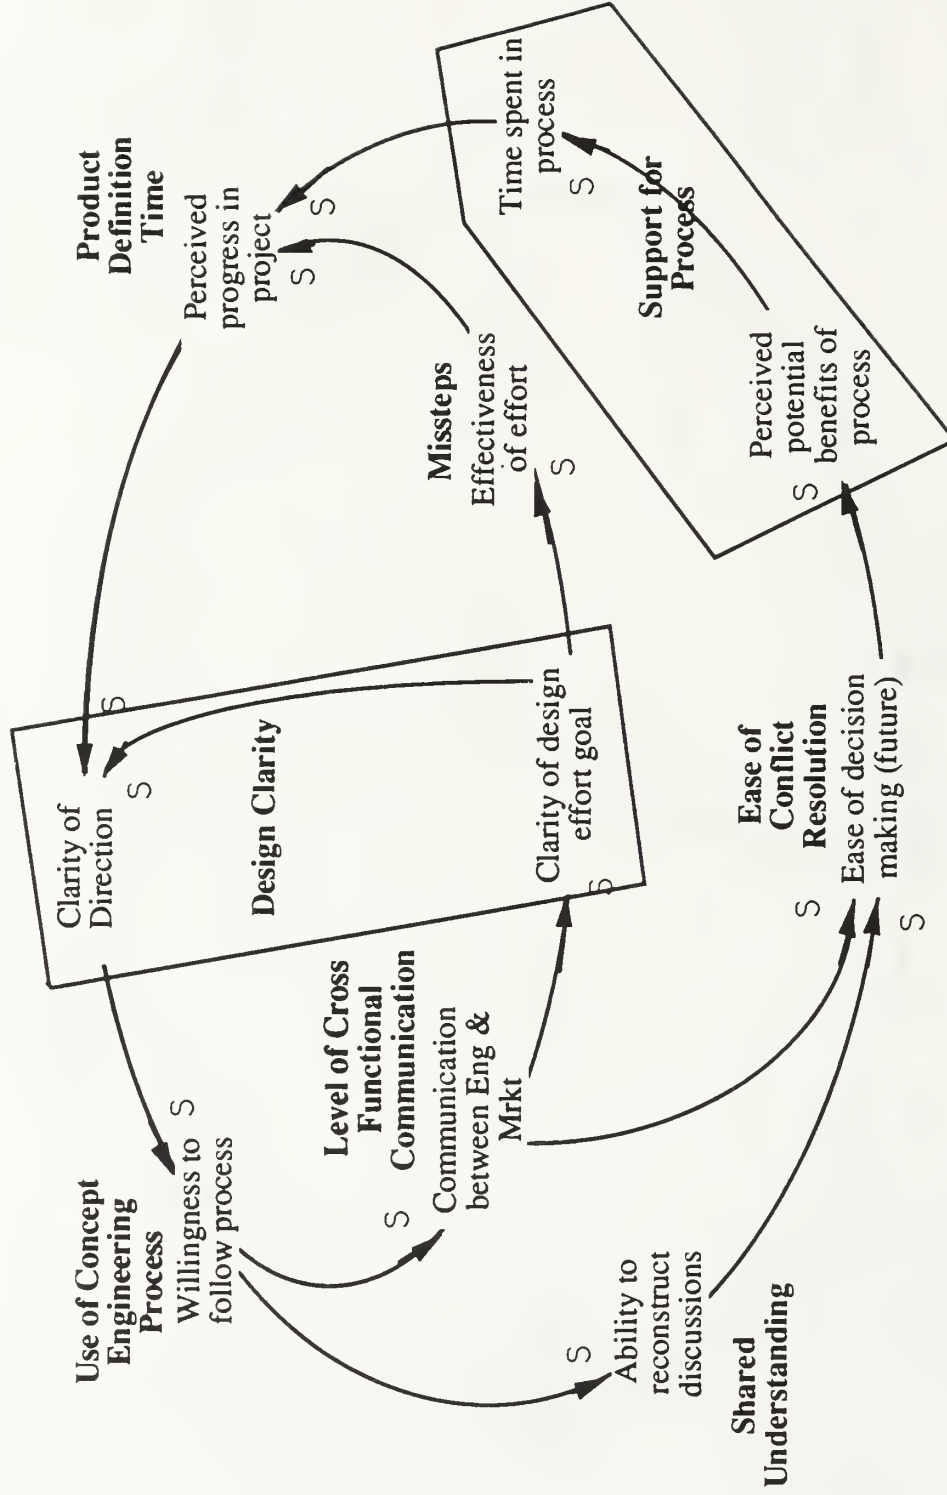 Use of Concept
Engineering
Process
Willingness to
follow process
S
Clarity of
Direction
S
S
Design Clarity
Clarity of design
effort goal
S
Product
Definition
Time
Perceived
progress in
project
S
S
Level of Cross
Functional
Communication
S
Communication
between Eng &
Mrkt
Missteps
Effectiveness
of effort
S
Time spent in
process
S
Support for
Process
Perceived
potential
benefits of
process
S
S
Ability to
reconstruct
discussions
Shared
Understanding
Ease of
Conflict
Resolution
Ease of decision
making (future)
S
S